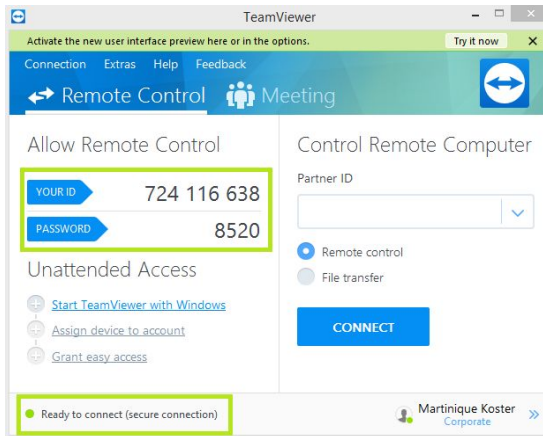 TeamViewer
Activate the new user interface preview here or in the options.
Try it now
Connection Extras Help Feedback
Remote Control
Meeting
Allow Remote Control
YOUR ID
724 116 638
PASSWORD
8520
Unattended Access
Start TeamViewer with Windows
Assign device to account
Grant easy access
Control Remote Computer
Partner ID
Remote control
File transfer
CONNECT
Ready to connect (secure connection)
Martinique Koster
Corporate